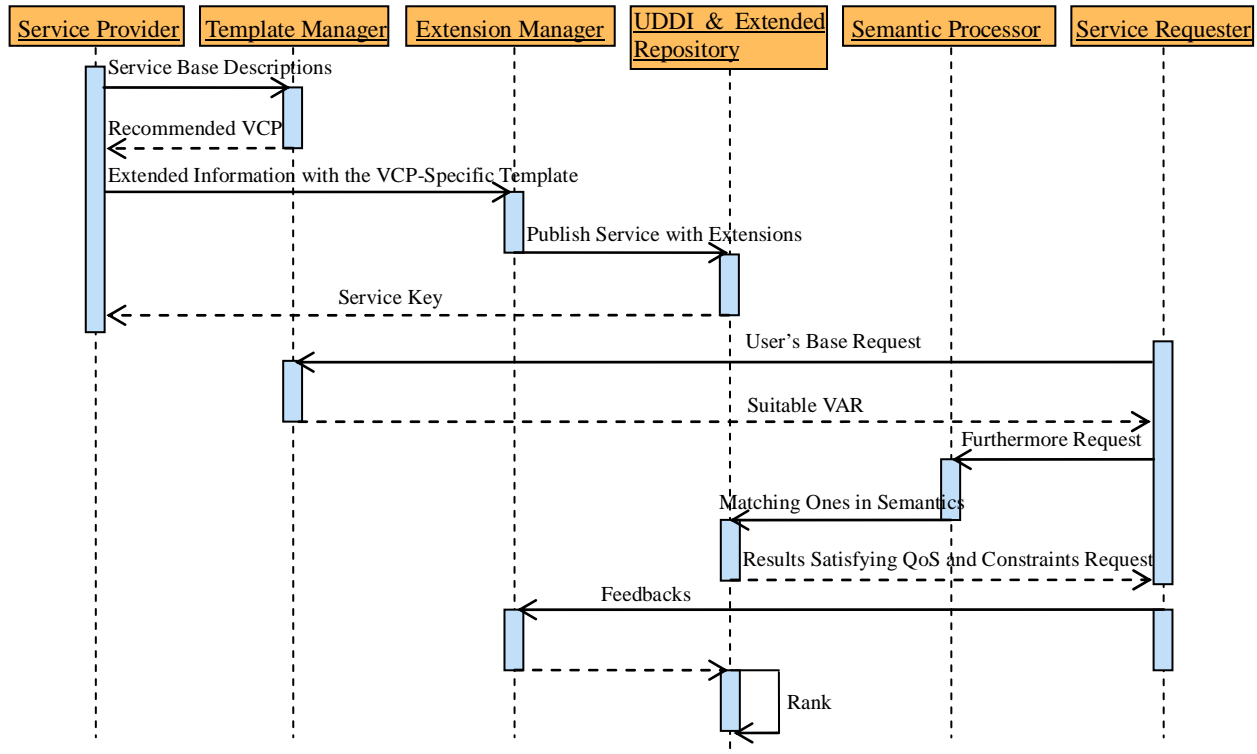 Service Provider
Template Manager
Extension Manager
UDDI & Extended
Repository
Semantic Processor
Service Requester
Service Base Descriptions
Recommended VCP
Extended Information with the VCP-Specific Template
Publish Service with Extensions
Service Key
User's Base Request
Suitable VAR
Furthermore Request
Matching Ones in Semantics
Results Satisfying QoS and Constraints Request
Feedbacks
Rank